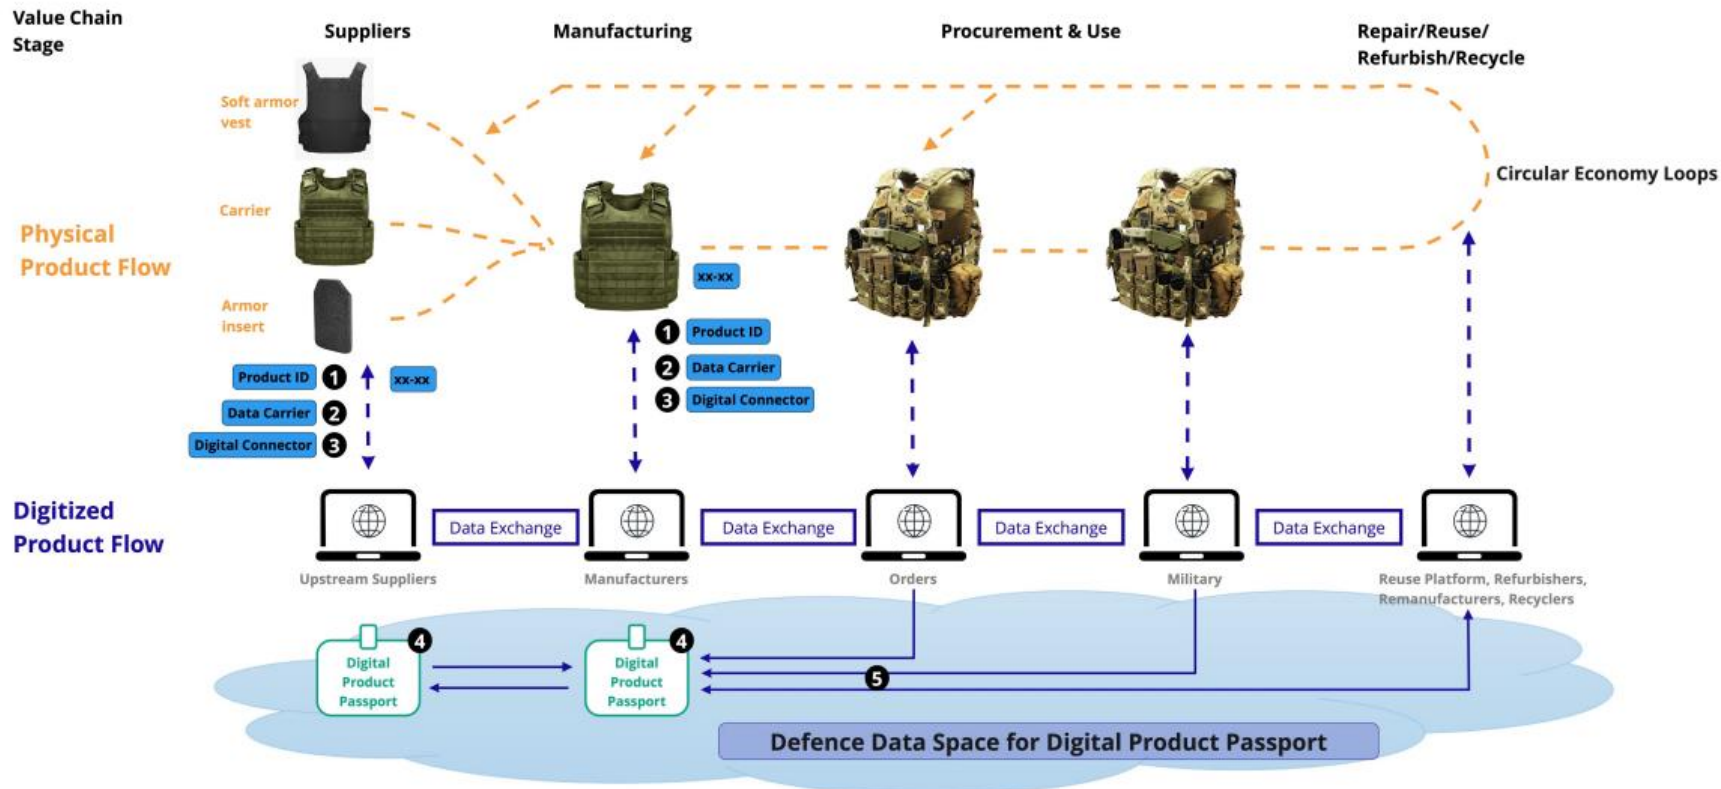 Value Chain
Stage
Suppliers
Manufacturing
Procurement & Use
Repair/Reuse/
Refurbish/Recycle
Soft armor
vest
Circular Economy Loops
Carrier
Physical
Product Flow
xx-xx
Armor
insert
1 Product ID
2 Data Carrier
3 Digital Connector
Product ID 1
xx-xx
Data Carrier 2
Digital Connector 3
Digitized
Product Flow
Data Exchange
Data Exchange
Data Exchange
Data Exchange
Upstream Suppliers
Manufacturers
Orders
Military
Reuse Platform, Refurbishers,
Remanufacturers, Recyclers
4
Digital
Product
Passport
4
Digital
Product
Passport
5
Defence Data Space for Digital Product Passport